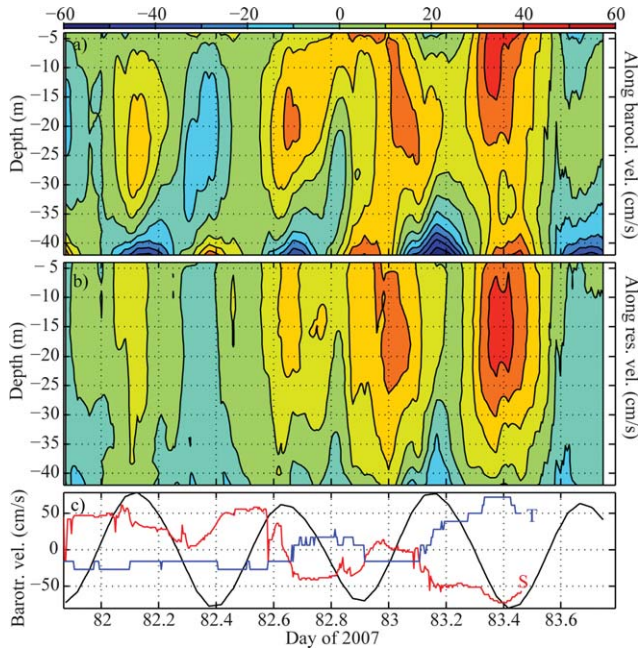 −60 −40 −20 0 20 40 60
a)
−5
−10
−15
−20
−25
−30
−35
−40
Depth (m)
Along barocl. vel. (cm/s)
b)
−5
−10
−15
−20
−25
−30
−35
−40
Depth (m)
Along res. vel. (cm/s)
c)
50
0
−50
Barotr. vel. (cm/s)
T
S
82 82.2 82.4 82.6 82.8 83 83.2 83.4 83.6
Day of 2007